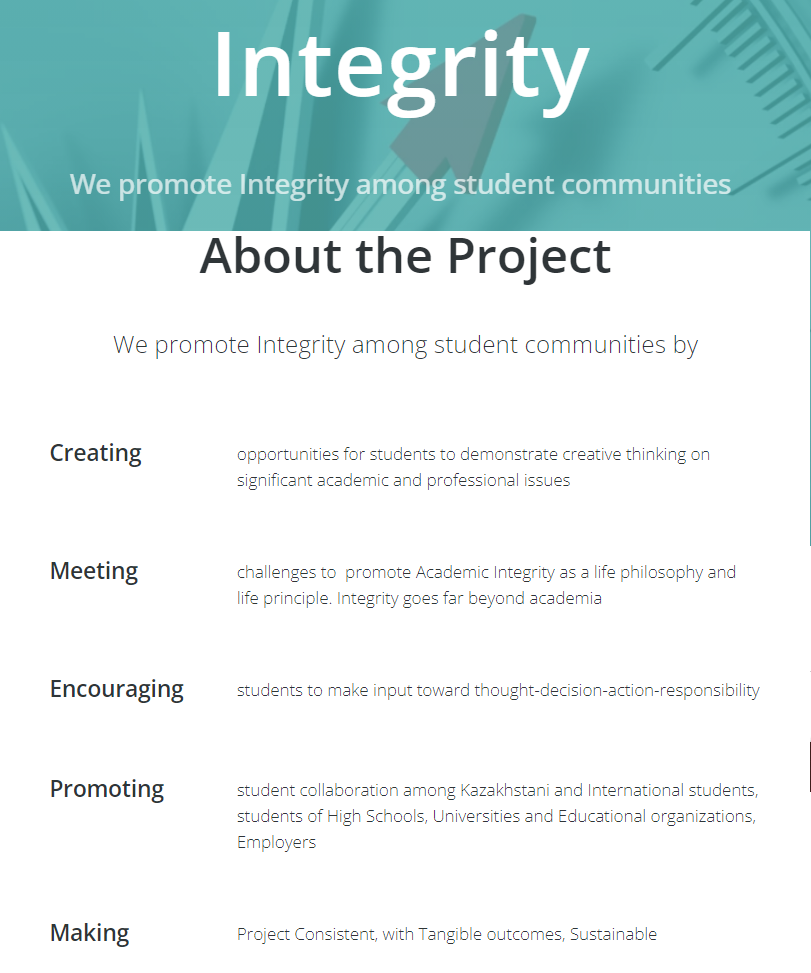 Integrity
We promote Integrity among student communities
About the Project
We promote Integrity among student communities by
Creating
opportunities for students to demonstrate creative thinking on
significant academic and professional issues
Meeting
challenges to  promote Academic Integrity as a life philosophy and
life principle. Integrity goes far beyond academia
Encouraging
students to make input toward thought-decision-action-responsibility
Promoting
student collaboration among Kazakhstani and International students,
students of High Schools, Universities and Educational organizations,
Employers
Making
Project Consistent, with Tangible outcomes, Sustainable